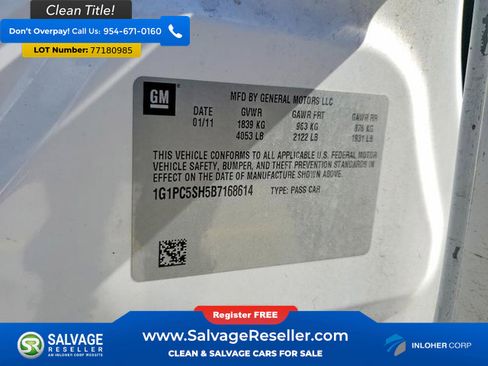 Clean Title!
Don't Overpay! Call Us: 954-671-0160
Lot Number: 77180985
GM
MFD BY GENERAL MOTORS LLC
DATE GVWR GAWR FRT GAWR RR
01/11 1839 KG 963 KG 876 KG
4053 LB 2122 LB 1931 LB
THIS VEHICLE CONFORMS TO ALL APPLICABLE U.S. FEDERAL MOTOR
VEHICLE SAFETY, BUMPER, AND THEFT PREVENTION STANDARDS
IN EFFECT ON THE DATE OF MANUFACTURE SHOWN ABOVE.
1G1PC5SH5B7168614 TYPE: PASS CAR
Register FREE!
SALVAGE
RESELLER
AN INLOHER CORP WEBSITE
www.SalvageReseller.com
CLEAN & SALVAGE CARS FOR SALE
INLOHER CORP